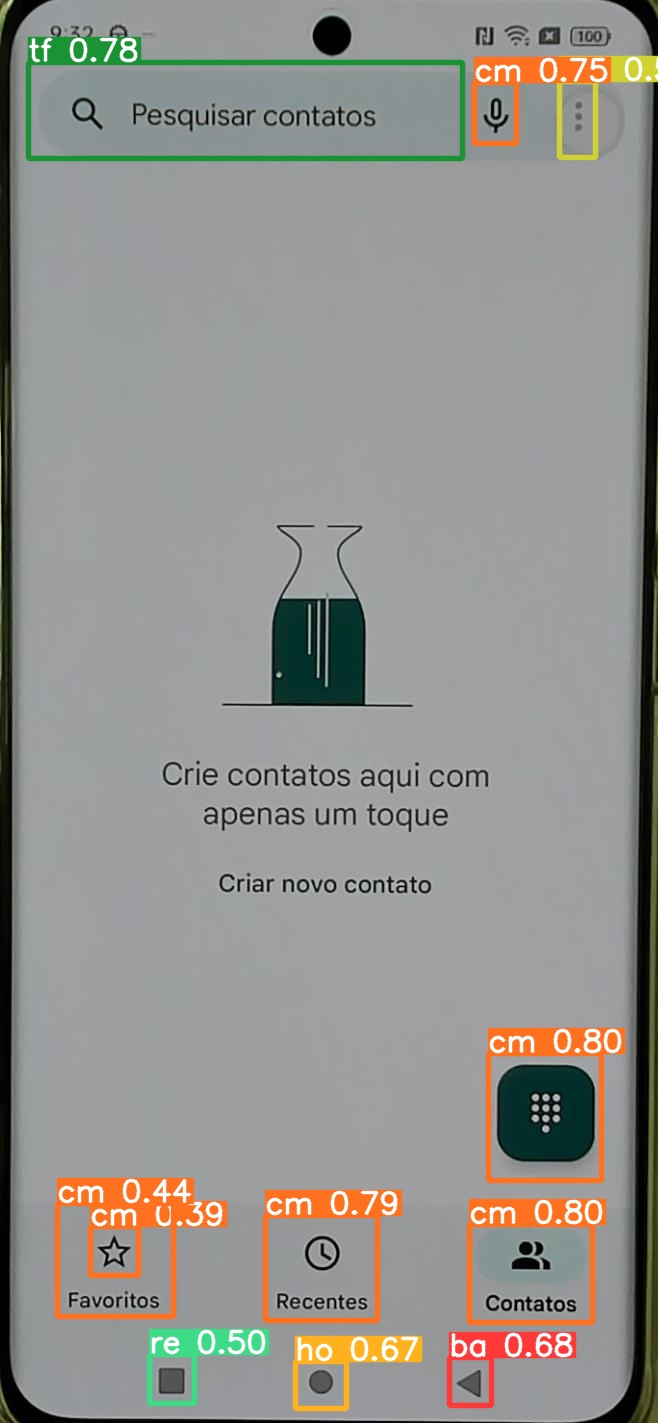 9:32
100
tf 0.78
cm 0.75
0.5
Pesquisar contatos
Crie contatos aqui com
apenas um toque
Criar novo contato
cm 0.80
cm 0.44
cm 0.39
cm 0.79
cm 0.80
Favoritos
Recentes
Contatos
re 0.50
ho 0.67
ba 0.68